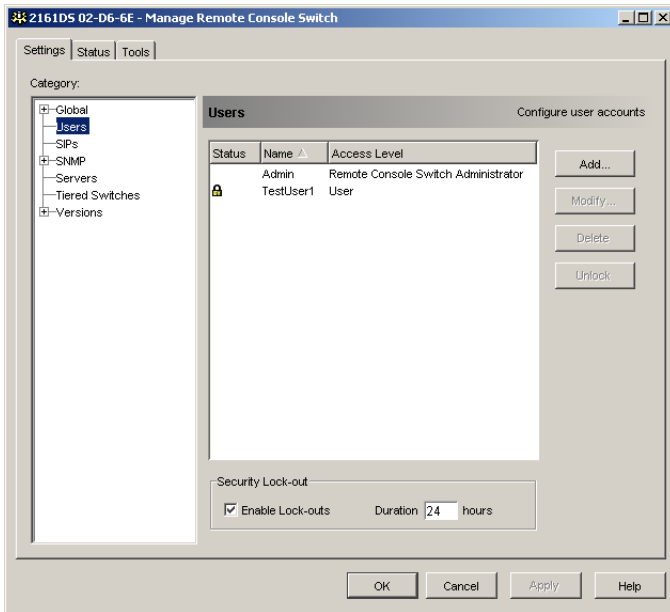 2161DS 02-D6-6E - Manage Remote Console Switch
Settings Status Tools
Category:
Global
Users
SIPs
SNMP
Servers
Tiered Switches
Versions
Users Configure user accounts
Status Name Access Level
Admin Remote Console Switch Administrator
TestUser1 User
Add...
Modify...
Delete
Unlock
Security Lock-out
Enable Lock-outs Duration 24 hours
OK Cancel Apply Help